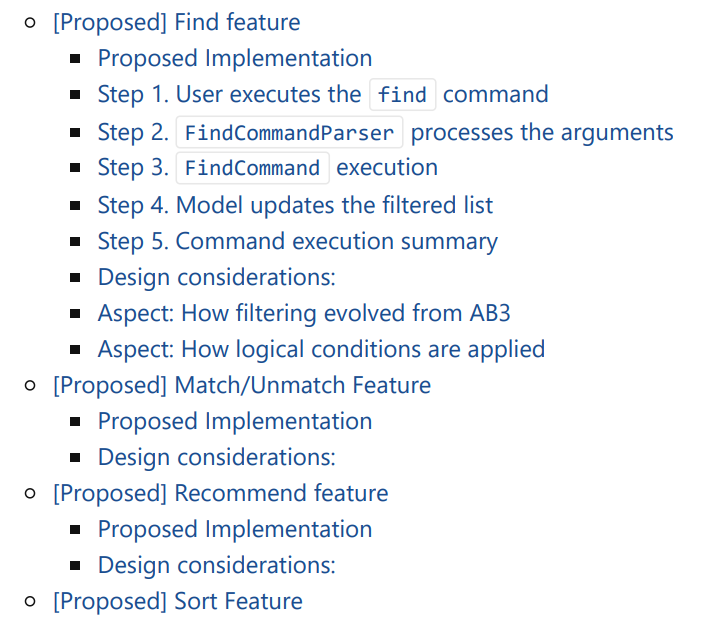 [Proposed] Find feature
Proposed Implementation
Step 1. User executes the find command
Step 2. FindCommandParser processes the arguments
Step 3. FindCommand execution
Step 4. Model updates the filtered list
Step 5. Command execution summary
Design considerations:
Aspect: How filtering evolved from AB3
Aspect: How logical conditions are applied
[Proposed] Match/Unmatch Feature
Proposed Implementation
Design considerations:
[Proposed] Recommend feature
Proposed Implementation
Design considerations:
[Proposed] Sort Feature